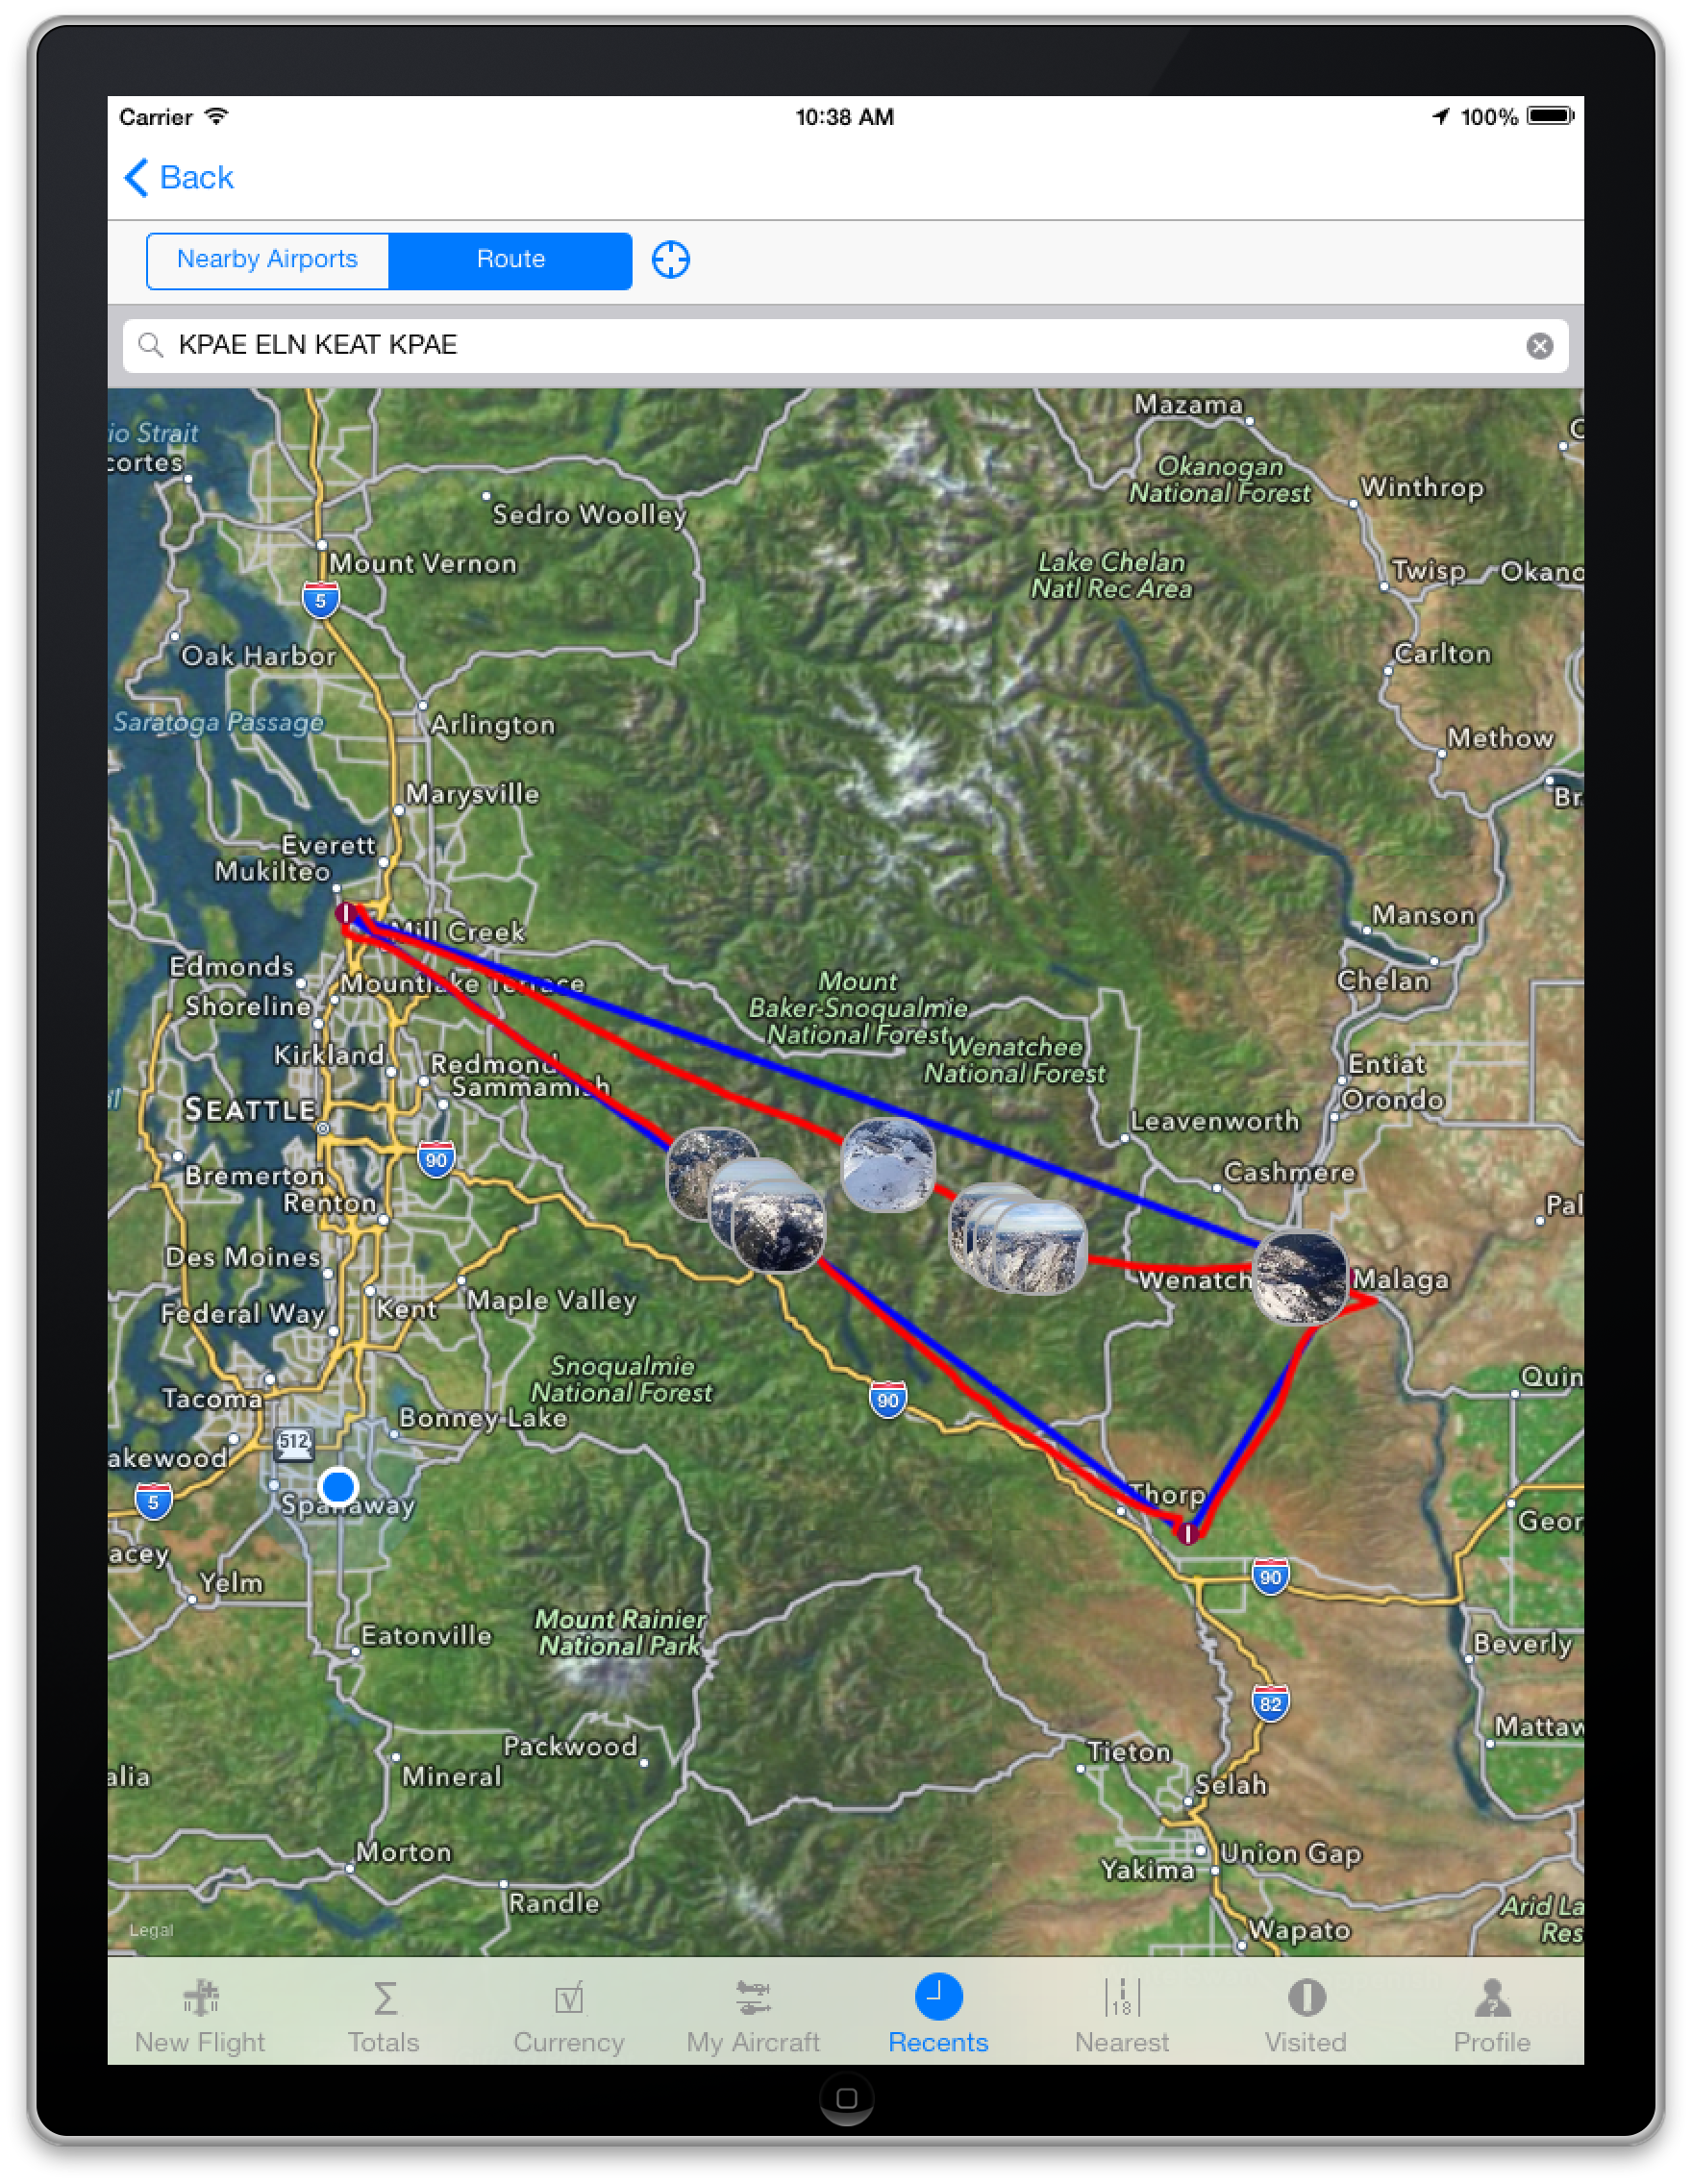 Carrier
10:38 AM
100%
Back
Nearby Airports
Route
KPAE ELN KEAT KPAE
Mazama
io Strait
cortes
Okanogan
National Forest
Winthrop
Sedro Woolley
Mount Vernon
Lake Chelan
Natl Rec Area
Twisp
Okano
5
Oak Harbor
Carlton
Saratoga Passage
Arlington
Methow
Marysville
Br
Everett
Mukilteo
Manson
Mill Creek
Edmonds
Mountlake Terrace
Shoreline
Mount
Baker-Snoqualmie
National Forest
Chelan
Wenatchee
National Forest
Kirkland
Redmond
Sammamish
Entiat
Orondo
SEATTLE
Leavenworth
90
Bremerton
Cashmere
Renton
Pal
Des Moines
Wenatch
Malaga
Federal Way
Kent
Maple Valley
Snoqualmie
National Forest
Quin
Tacoma
90
Bonney Lake
512
akewood
5
Spanaway
Thorp
Geor
acey
Yelm
90
Mount Rainier
National Park
Eatonville
Beverly
82
Mattaw
Packwood
Tieton
alia
Mineral
Selah
Morton
Union Gap
Yakima
Randle
Arid La
Res
Legal
Wapato
18
New Flight
Totals
Currency
My Aircraft
Recents
Nearest
Visited
Profile